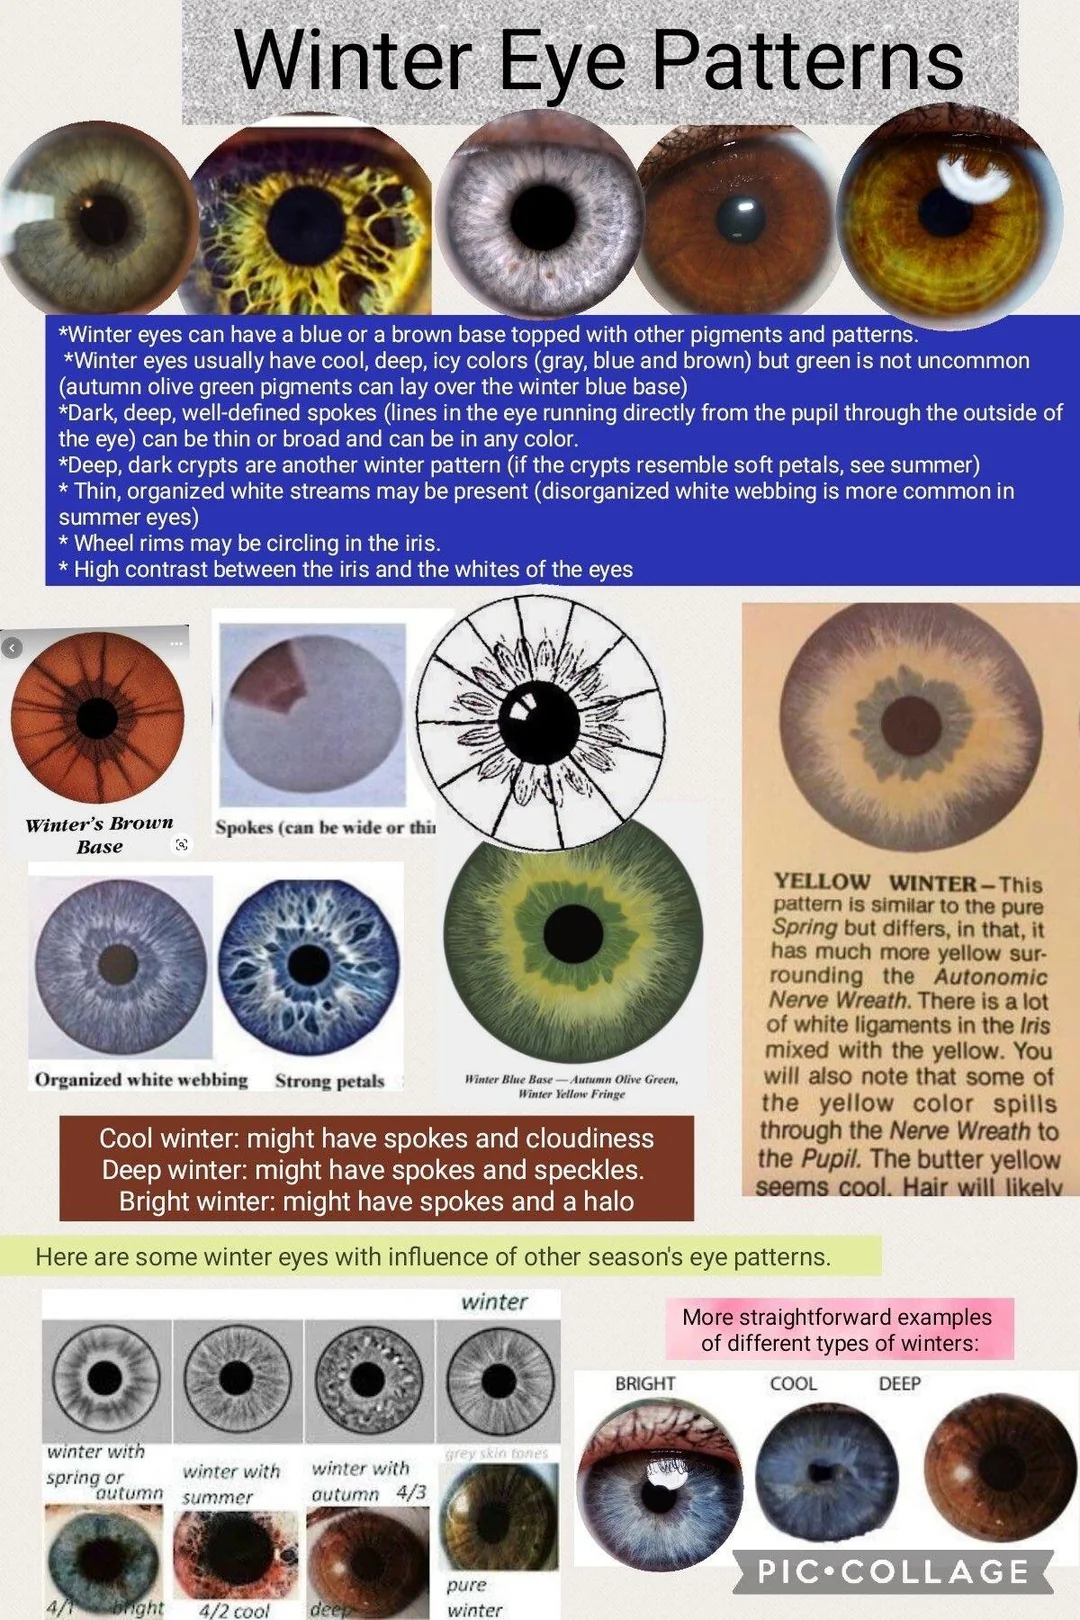 Winter Eye Patterns
*Winter eyes can have a blue or a brown base topped with other pigments and patterns.
*Winter eyes usually have cool, deep, icy colors (gray, blue and brown) but green is not uncommon
(autumn olive green pigments can lay over the winter blue base)
*Dark, deep, well-defined spokes (lines in the eye running directly from the pupil through the outside of
the eye) can be thin or broad and can be in any color.
*Deep, dark crypts are another winter pattern (if the crypts resemble soft petals, see summer)
* Thin, organized white streams may be present (disorganized white webbing is more common in
summer eyes)
* Wheel rims may be circling in the iris.
* High contrast between the iris and the whites of the eyes
Winter's Brown
Base
Spokes (can be wide or thin
Organized white webbing
Strong petals
Winter Blue Base — Autumn Olive Green,
Winter Yellow Fringe
YELLOW WINTER—This
pattern is similar to the pure
Spring but differs, in that, it
has much more yellow sur-
rounding the Autonomic
Nerve Wreath. There is a lot
of white ligaments in the Iris
mixed with the yellow. You
will also note that some of
the yellow color spills
through the Nerve Wreath to
the Pupil. The butter yellow
seems cool. Hair will likely
Cool winter: might have spokes and cloudiness
Deep winter: might have spokes and speckles.
Bright winter: might have spokes and a halo
Here are some winter eyes with influence of other season's eye patterns.
winter
winter with
spring or
autumn
winter with
summer
winter with
autumn 4/3
grey skin tones
4/1 bright
4/2 cool
deep
pure
winter
More straightforward examples
of different types of winters:
BRIGHT
COOL
DEEP
PIC•COLLAGE